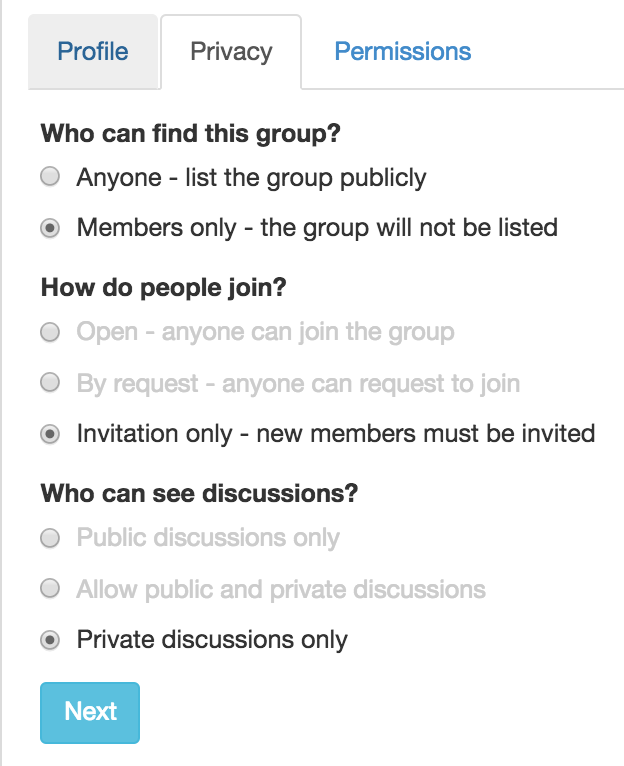 Profile
Privacy
Permissions
Who can find this group?
Anyone - list the group publicly
Members only - the group will not be listed
How do people join?
Open - anyone can join the group
By request - anyone can request to join
Invitation only - new members must be invited
Who can see discussions?
Public discussions only
Allow public and private discussions
Private discussions only
Next